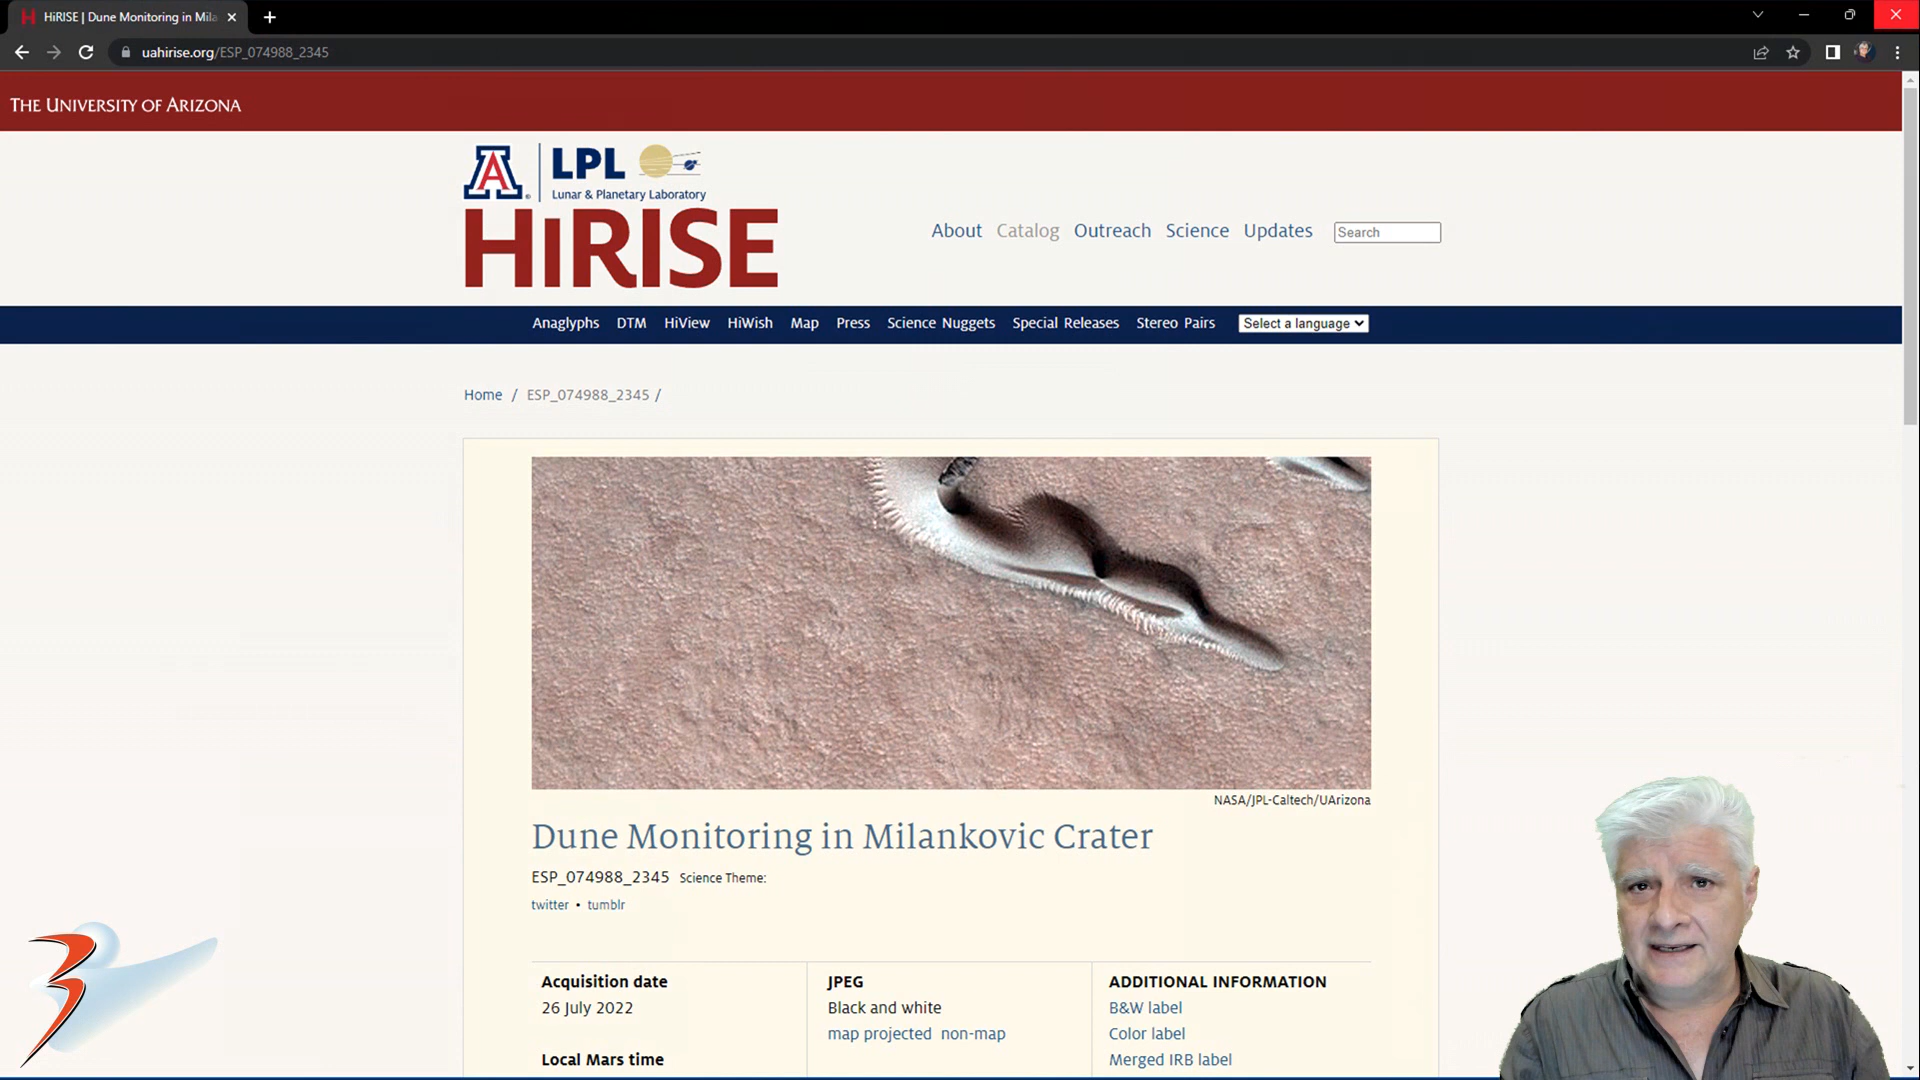 HiRISE | Dune Monitoring in Mila
uahirise.org/ESP_074988_2345
THE UNIVERSITY OF ARIZONA
A LPL
Lunar & Planetary Laboratory
HiRISE
About Catalog Outreach Science Updates Search
Anaglyphs DTM HiView HiWish Map Press Science Nuggets Special Releases Stereo Pairs Select a language
Home / ESP_074988_2345 /
NASA/JPL-Caltech/UArizona
Dune Monitoring in Milankovic Crater
ESP_074988_2345 Science Theme:
twitter • tumblr
Acquisition date
26 July 2022
Local Mars time
JPEG
Black and white
map projected non-map
ADDITIONAL INFORMATION
B&W label
Color label
Merged IRB label